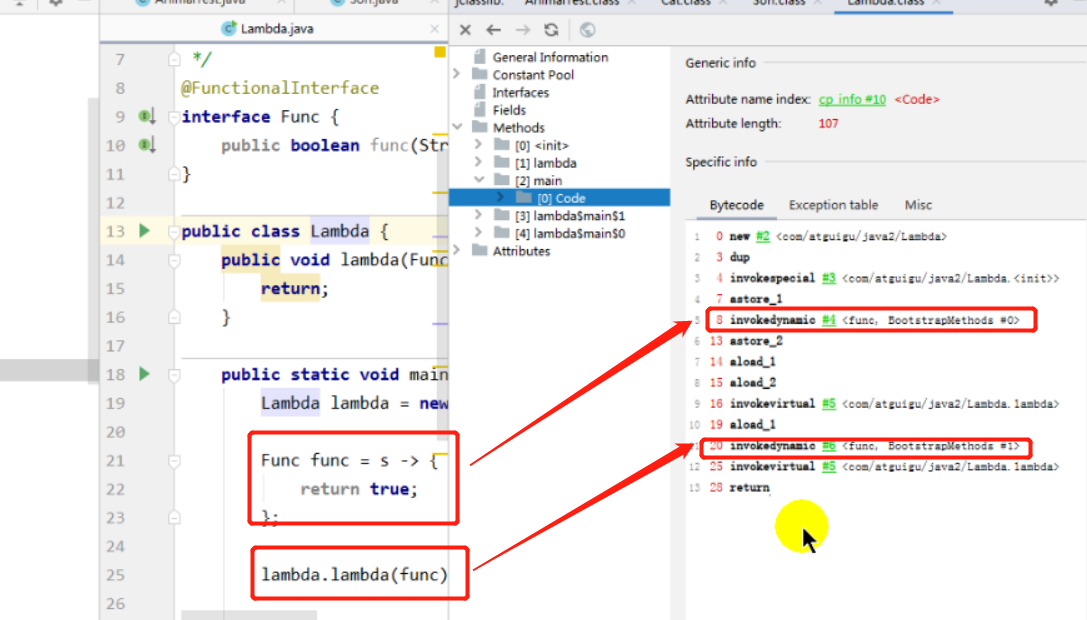 Lambda.java
7 */
8 @FunctionalInterface
9 interface Func {
10 public boolean func(Str
11 }
12
13 public class Lambda {
14 public void lambda(Func
15 return;
16 }
17
18 public static void main
19 Lambda lambda = new
20
21 Func func = s -> {
22 return true;
23 };
24
25 lambda.lambda(func)
26
jclasslib:
AnimalTest.class
Cat.class
Son.class
Lambda.class
General Information
Constant Pool
Interfaces
Fields
Methods
[0] <init>
[1] lambda
[2] main
[0] Code
[3] lambda$main$1
[4] lambda$main$0
Attributes
Generic info
Attribute name index: cp info #10 <Code>
Attribute length: 107
Specific info
Bytecode Exception table Misc
1 0 new #2 <com/atguigu/java2/Lambda>
2 3 dup
3 4 invokespecial #3 <com/atguigu/java2/Lambda.<init>>
4 7 astore_1
5 8 invokedynamic #4 <func, BootstrapMethods #0>
6 13 astore_2
7 14 aload_1
8 15 aload_2
9 16 invokevirtual #5 <com/atguigu/java2/Lambda.lambda>
10 19 aload_1
11 20 invokedynamic #6 <func, BootstrapMethods #1>
12 25 invokevirtual #5 <com/atguigu/java2/Lambda.lambda>
13 28 return